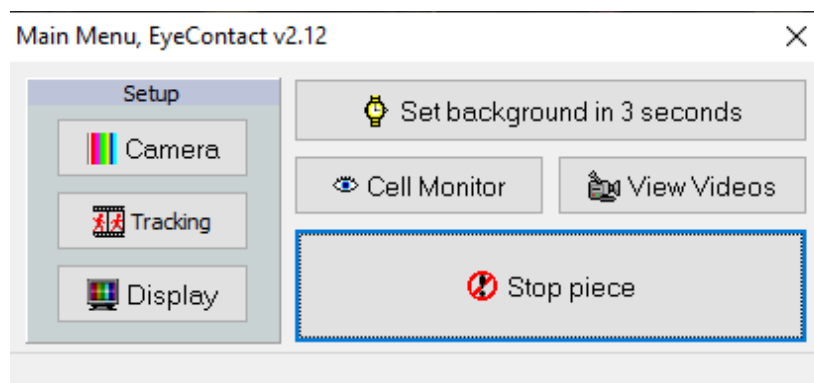 Main Menu, EyeContact v2.12
Setup
Camera
Tracking
Display
Set background in 3 seconds
Cell Monitor
View Videos
Stop piece